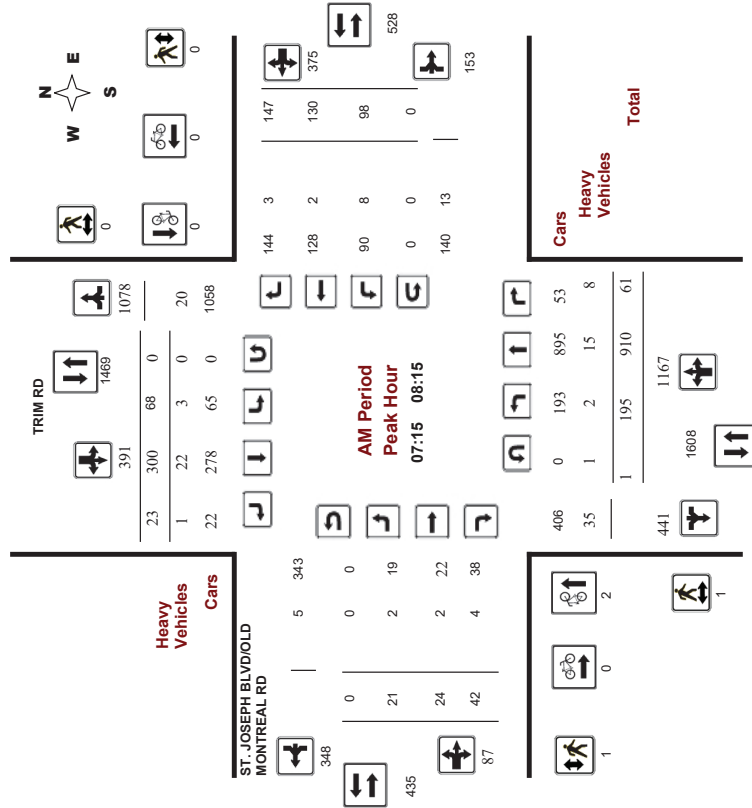 N
W E
S
0
0
0
0
TRIM RD
1469
391
1078
23 300 68 0
1 22 3 0 20
22 278 65 0 1058
Heavy
Vehicles
Cars
528
375
153
144 3 147
128 2 130
90 8 98
0 0 0
140 13
AM Period
Peak Hour
07:15 08:15
ST. JOSEPH BLVD/OLD
MONTREAL RD
348
435
87
5 343
0 0 0
21 2 19
24 2 22
42 4 38
Cars
Heavy
Vehicles
Total
406 0 193 895 53
35 1 2 15 8
1 195 910 61
441
1608
1167
1
0
2
1